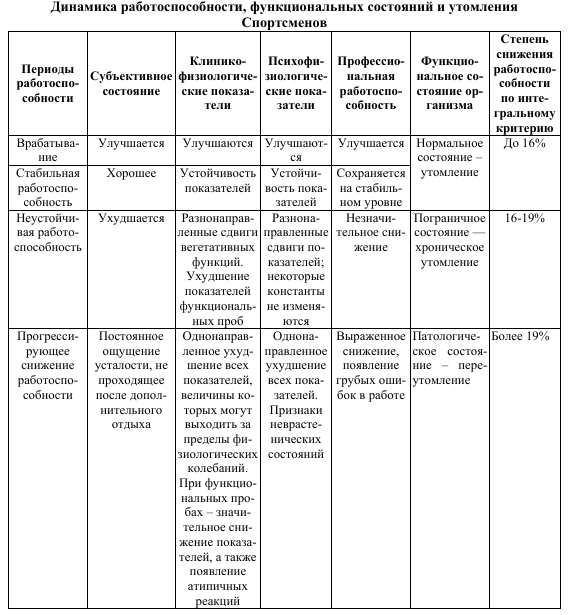 Динамика работоспособности, функциональных состояний и утомления
Спортсменов
Периоды
работоспо-
собности
Субъективное
состояние
Клинико-
физиологиче-
ские показа-
тели
Психофи-
зиологиче-
ские пока-
затели
Профессио-
нальная
работоспо-
собность
Функцио-
нальное со-
стояние ор-
ганизма
Степень
снижения
работоспо-
собности
по инте-
гральному
критерию
Врабатыва-
ние
Улучшается
Улучшаются
Улучшают-
ся
Улучшается
Нормальное
состояние –
утомление
До 16%
Стабильная
работоспо-
собность
Хорошее
Устойчивость
показателей
Устойчи-
вость пока-
зателей
Сохраняется
на стабиль-
ном уровне
Неустойчи-
вая работо-
способность
Ухудшается
Разнонаправ-
ленные сдвиги
вегетативных
функций.
Ухудшение
показателей
функциональ-
ных проб
Разнона-
правленные
сдвиги по-
казателей;
некоторые
константы
не изменя-
ются
Незначи-
тельное сни-
жение
Пограничное
состояние —
хроническое
утомление
16-19%
Прогресси-
рующее
снижение
работоспо-
собности
Постоянное
ощущение
усталости, не
проходящее
после допол-
нительного
отдыха
Однонаправ-
ленное ухуд-
шение всех
показателей,
величины ко-
торых могут
выходить за
пределы фи-
зиологических
колебаний.
При функцио-
нальных про-
бах – значи-
тельное сни-
жение показа-
телей, а также
появление
атипичных
реакций
Однона-
правленное
ухудшение
всех пока-
зателей.
Признаки
неврасте-
нических
состояний
Выраженное
снижение,
появление
грубых оши-
бок в работе
Патологиче-
ское состоя-
ние – пере-
утомление
Более 19%